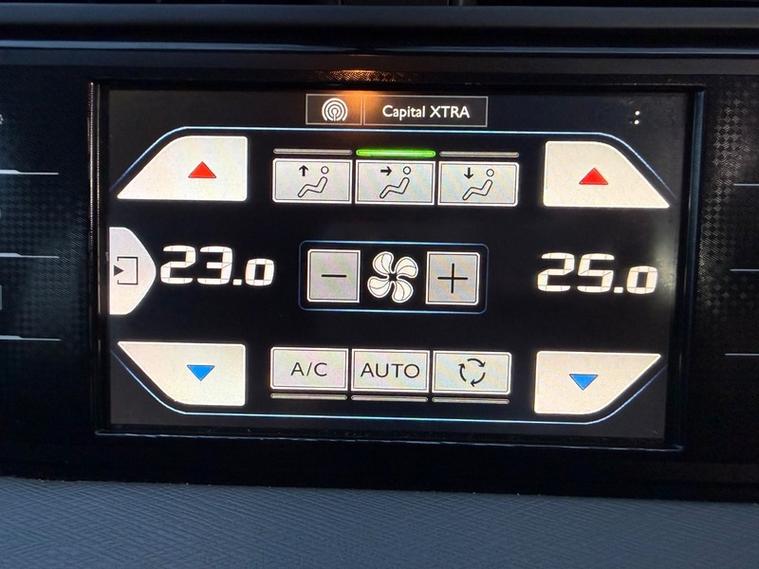 Capital XTRA
23.0
25.0
A/C
AUTO